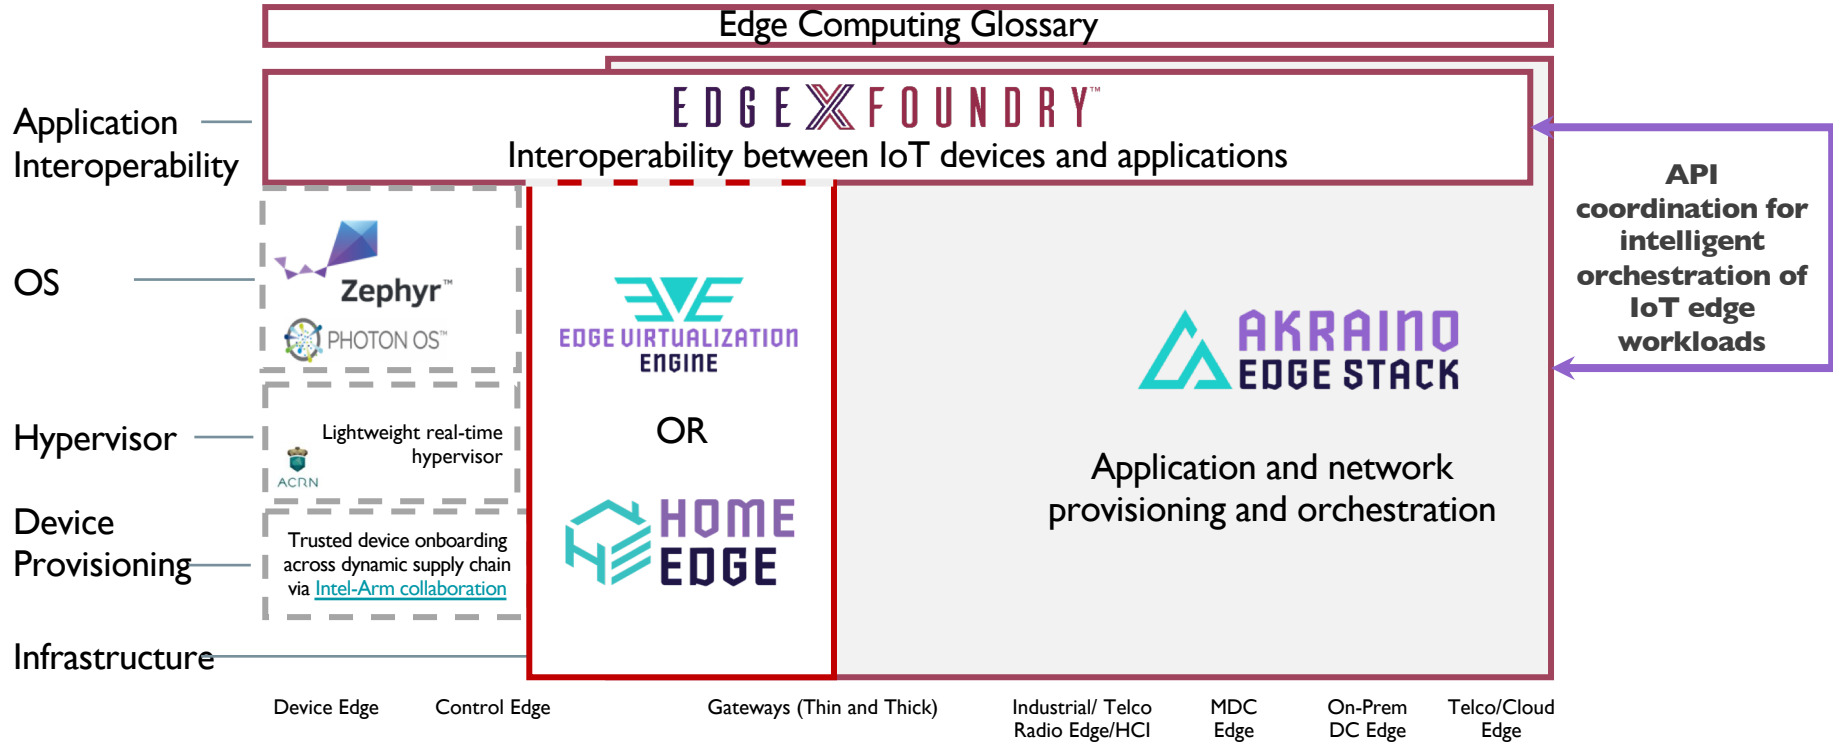 Edge Computing Glossary
EDGE X FOUNDRY™
Interoperability between IoT devices and applications
Application
Interoperability
OS
Hypervisor
Device
Provisioning
Infrastructure
Zephyr™
PHOTON OS™
Lightweight real-time
hypervisor
ACRN
Trusted device onboarding
across dynamic supply chain
via Intel-Arm collaboration
EDGE VIRTUALIZATION
ENGINE
OR
HOME
EDGE
AKRAINO
EDGE STACK
Application and network
provisioning and orchestration
API
coordination for
intelligent
orchestration of
IoT edge
workloads
Device Edge
Control Edge
Gateways (Thin and Thick)
Industrial/ Telco
Radio Edge/HCI
MDC
Edge
On-Prem
DC Edge
Telco/Cloud
Edge